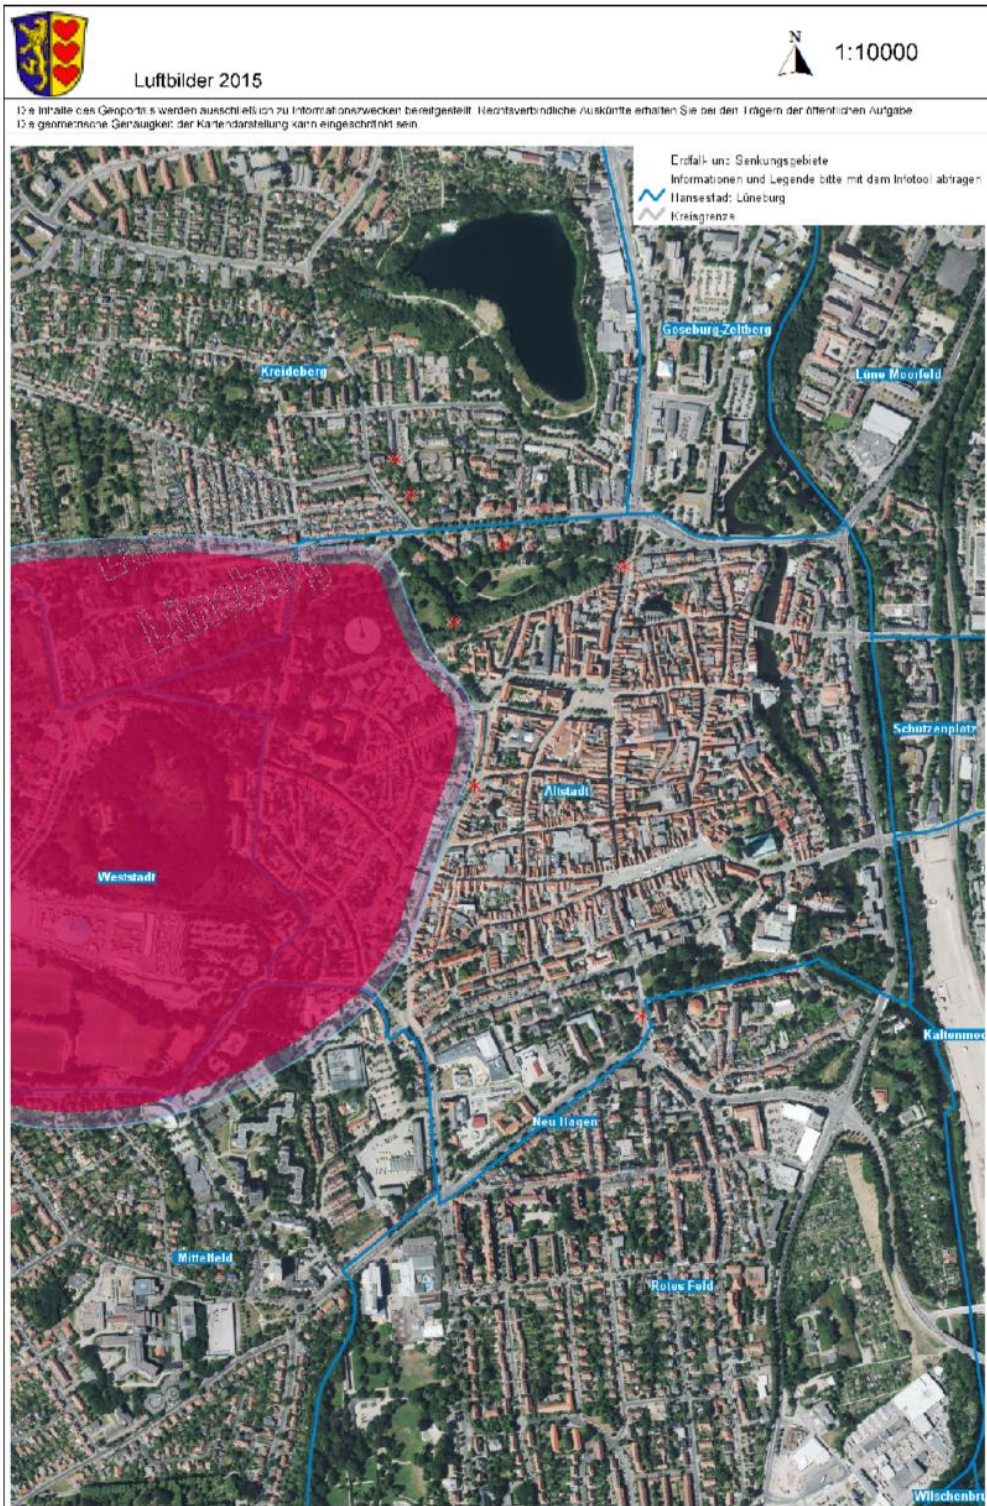 Luftbilder 2015
N
1:10000
Die Inhalte des Geoportals werden ausschließlich zu Informationszwecken bereitgestellt. Rechtsverbindliche Auskünfte erhalten Sie bei den Trägern der öffentlichen Aufgabe
Die geometrische Genauigkeit der Kartendarstellung kann eingeschränkt sein.
Erdfall- und Senkungsgebiete
Informationen und Legende bitte mit dem Infotool abfragen
Hansestadt Lüneburg
Kreisgrenze
Goseburg-Zeltberg
Kreideberg
Lüne Moorfeld
Lüneburg
Schützenplatz
Altstadt
Weststadt
Kaltenmoo
Neu Hagen
Mittelfeld
Rotes Feld
Wilschenbru